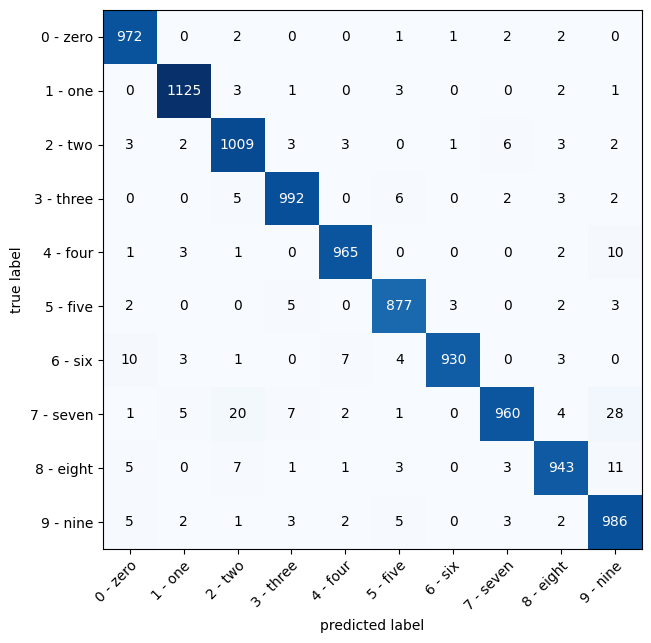 0 - zero 972 0 2 0 0 1 1 2 2 0
1 - one 0 1125 3 1 0 3 0 0 2 1
2 - two 3 2 1009 3 3 0 1 6 3 2
3 - three 0 0 5 992 0 6 0 2 3 2
4 - four 1 3 1 0 965 0 0 0 2 10
5 - five 2 0 0 5 0 877 3 0 2 3
6 - six 10 3 1 0 7 4 930 0 3 0
7 - seven 1 5 20 7 2 1 0 960 4 28
8 - eight 5 0 7 1 1 3 0 3 943 11
9 - nine 5 2 1 3 2 5 0 3 2 986
true label
0 - zero 1 - one 2 - two 3 - three 4 - four 5 - five 6 - six 7 - seven 8 - eight 9 - nine
predicted label